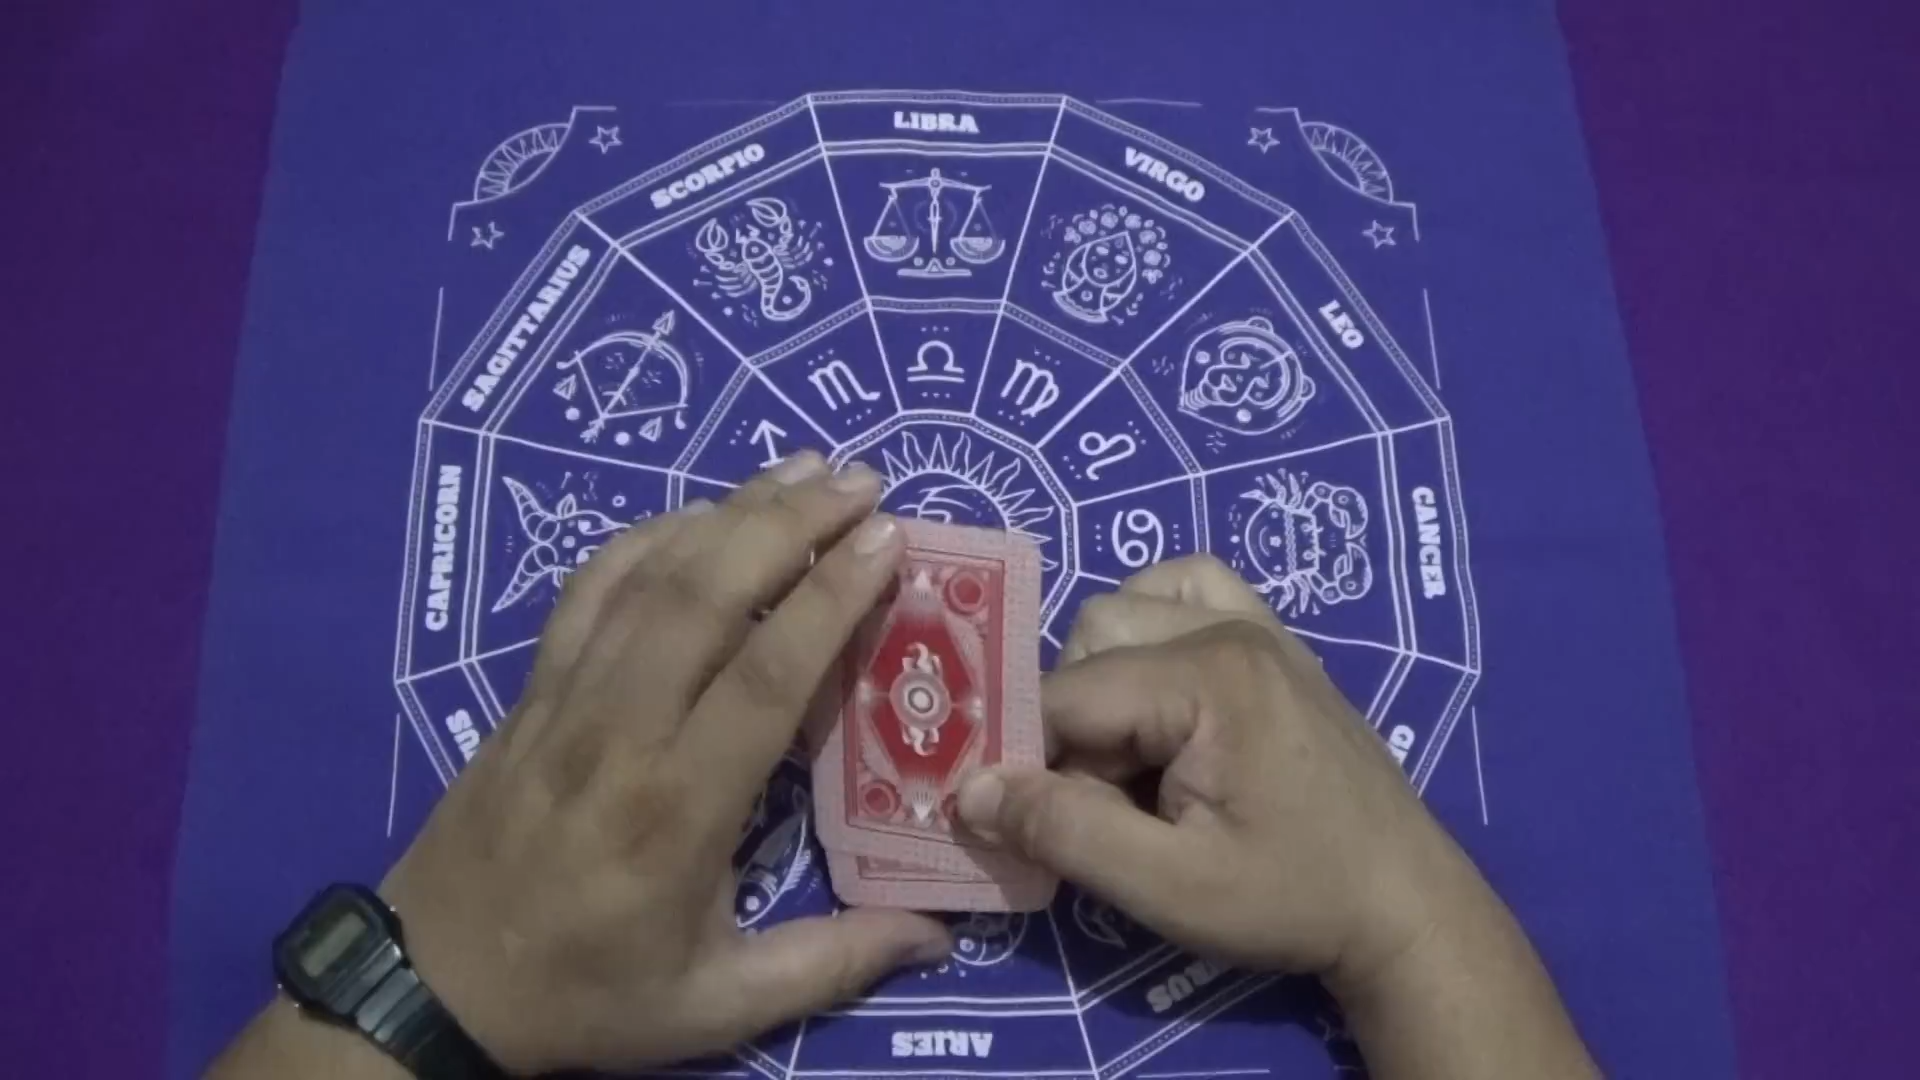 LIBRA
SCORPIO
VIRGO
SAGITTARIUS
LEO
CAPRICORN
CANCER
ARIES